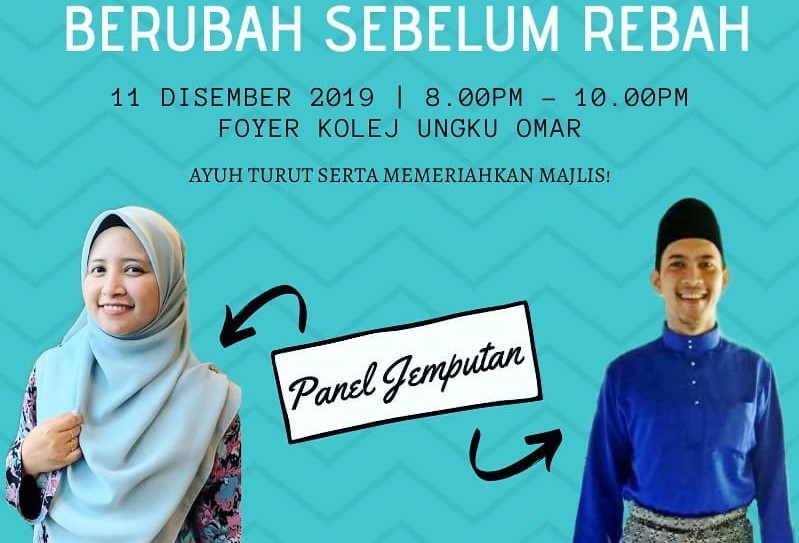 BERUBAH SEBELUM REBAH
11 DISEMBER 2019 | 8.00PM - 10.00PM
FOYER KOLEJ UNGKU OMAR
AYUH TURUT SERTA MEMERIAHKAN MAJLIS!
Panel Jemputan